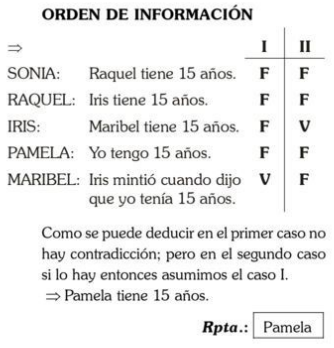 ORDEN DE INFORMACIÓN
⇒ I II
SONIA: Raquel tiene 15 años. F F
RAQUEL: Iris tiene 15 años. F F
IRIS: Maribel tiene 15 años. F V
PAMELA: Yo tengo 15 años. F F
MARIBEL: Iris mintió cuando dijo V F
que yo tenía 15 años.
Como se puede deducir en el primer caso no
hay contradicción; pero en el segundo caso
si lo hay entonces asumimos el caso I.
⇒ Pamela tiene 15 años.
Rpta.: Pamela